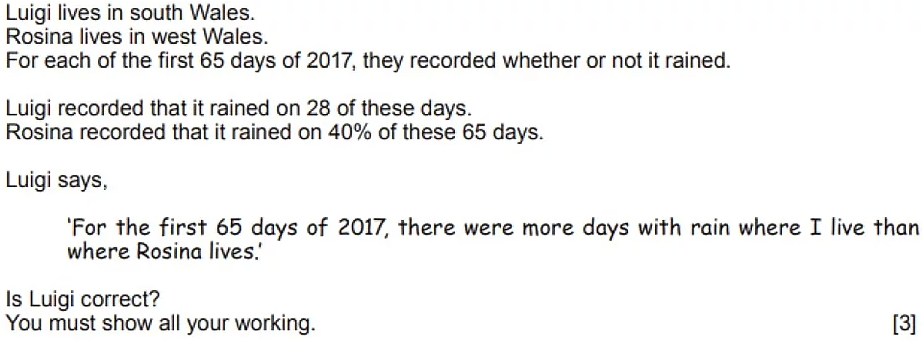 Luigi lives in south Wales.
Rosina lives in west Wales.
For each of the first 65 days of 2017, they recorded whether or not it rained.
Luigi recorded that it rained on 28 of these days.
Rosina recorded that it rained on 40% of these 65 days.
Luigi says,
'For the first 65 days of 2017, there were more days with rain where I live than
where Rosina lives.'
Is Luigi correct?
You must show all your working. [3]